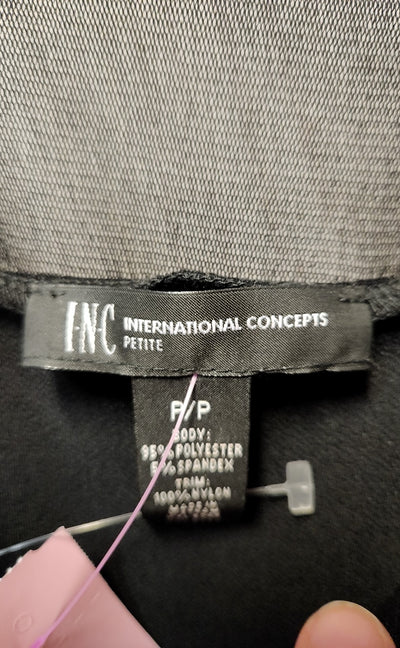 I·N·C INTERNATIONAL CONCEPTS
PETITE
P/P
BODY:
95% POLYESTER
5% SPANDEX
TRIM:
100% NYLON